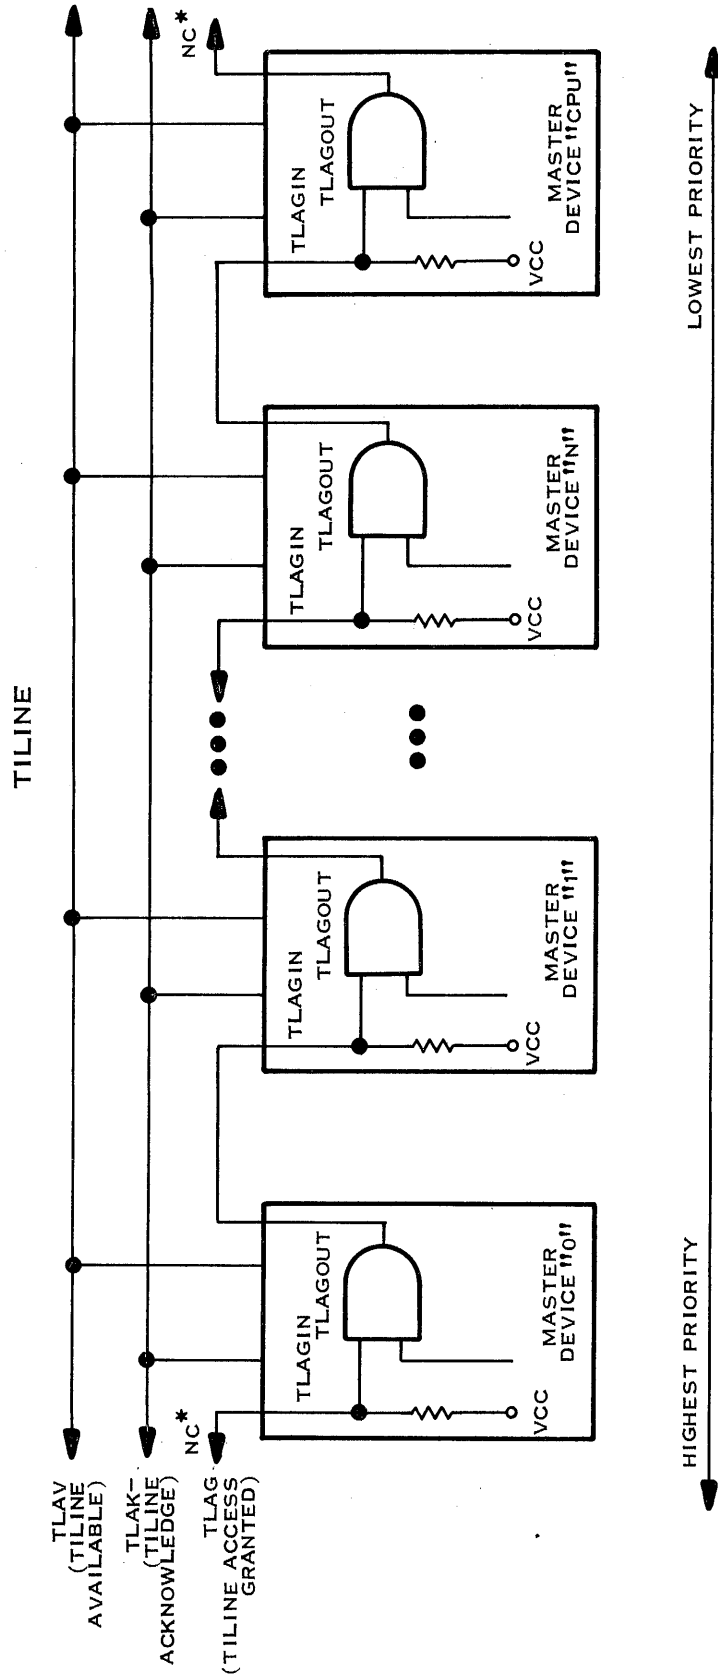 TILINE
TLAV
(TILINE
AVAILABLE)
TLAK-
(TILINE
ACKNOWLEDGE)
TLAG
(TILINE ACCESS
GRANTED)
NC*
TLAGIN
TLAGOUT
VCC
MASTER
DEVICE "0"
TLAGIN
TLAGOUT
VCC
MASTER
DEVICE "1"
TLAGIN
TLAGOUT
VCC
MASTER
DEVICE "N"
NC*
TLAGIN
TLAGOUT
VCC
MASTER
DEVICE "CPU"
HIGHEST PRIORITY
LOWEST PRIORITY